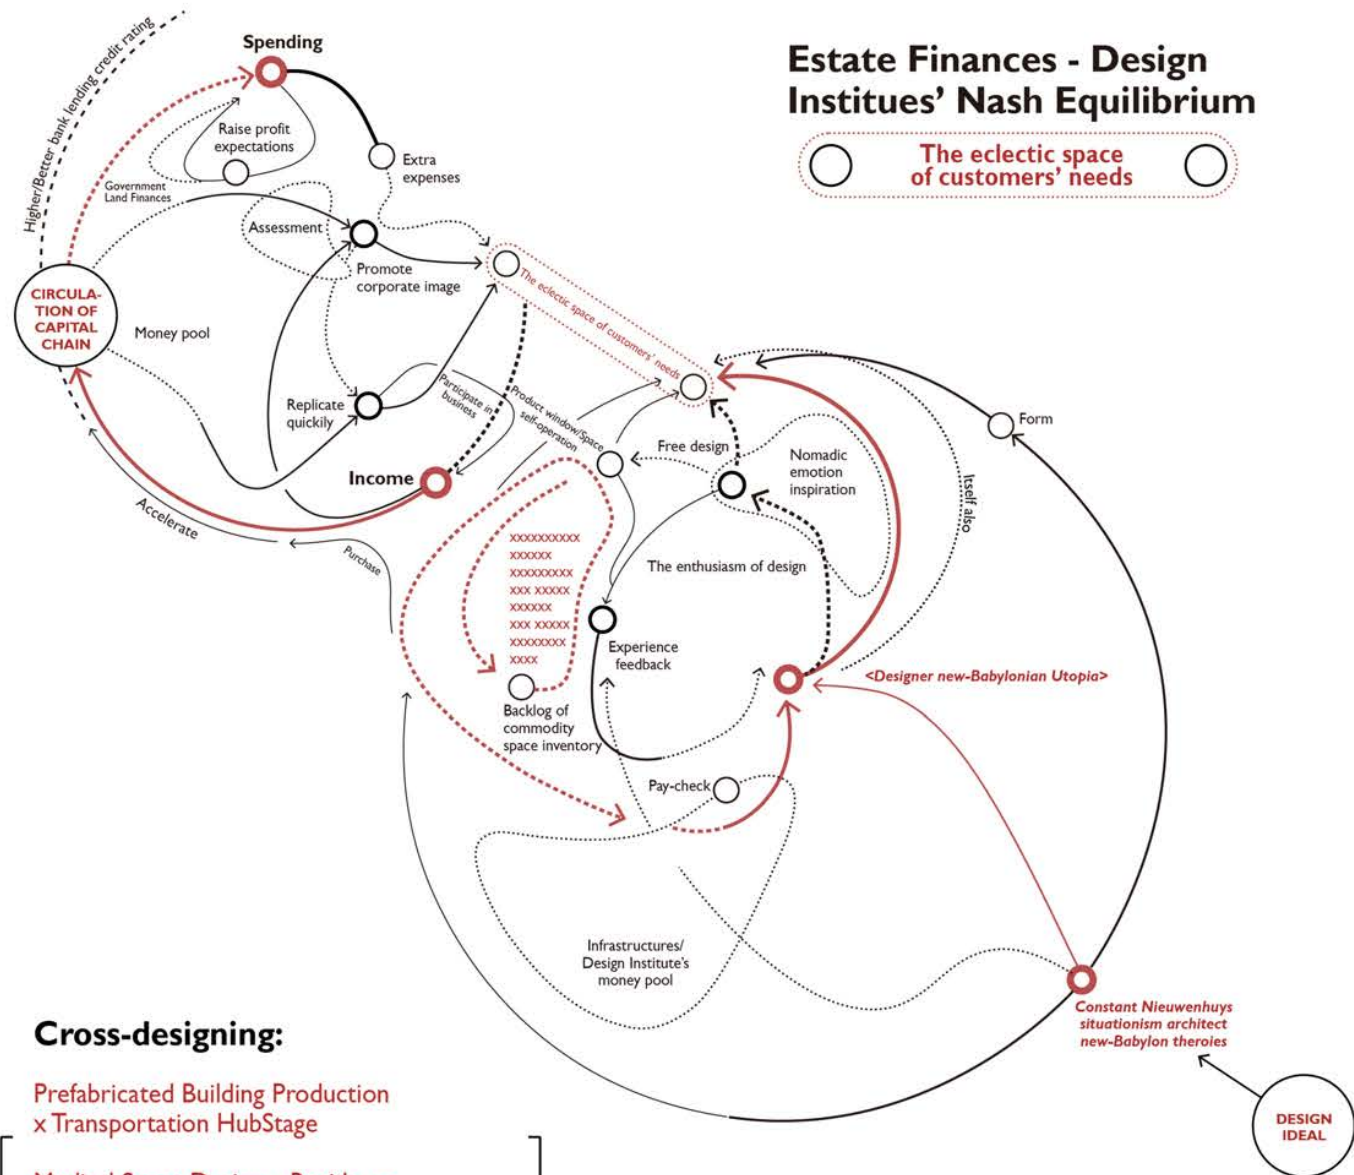 Higher/Better bank lending credit rating
Spending
Estate Finances - Design
Institues' Nash Equilibrium
The eclectic space
of customers' needs
Raise profit
expectations
Extra
expenses
Government
Land Finances
Assessment
Promote
corporate image
The eclectic space of customers' needs
CIRCULA-
TION OF
CAPITAL
CHAIN
Money pool
Replicate
quickily
Participate in
business
Product window/Space
self-operation
Free design
Nomadic
emotion
inspiration
Form
Itself also
Income
Accelerate
Purchase
xxxxxxxxxx
xxxxxx
xxxxxxxxx
xxx xxxxx
xxxxxx
xxx xxxxx
xxxxxxxx
xxxx
The enthusiasm of design
Experience
feedback
<Designer new-Babylonian Utopia>
Backlog of
commodity
space inventory
Pay-check
Infrastructures/
Design Institute's
money pool
Constant Nieuwenhuys
situationism architect
new-Babylon theroies
DESIGN
IDEAL
Cross-designing:
Prefabricated Building Production
x Transportation HubStage